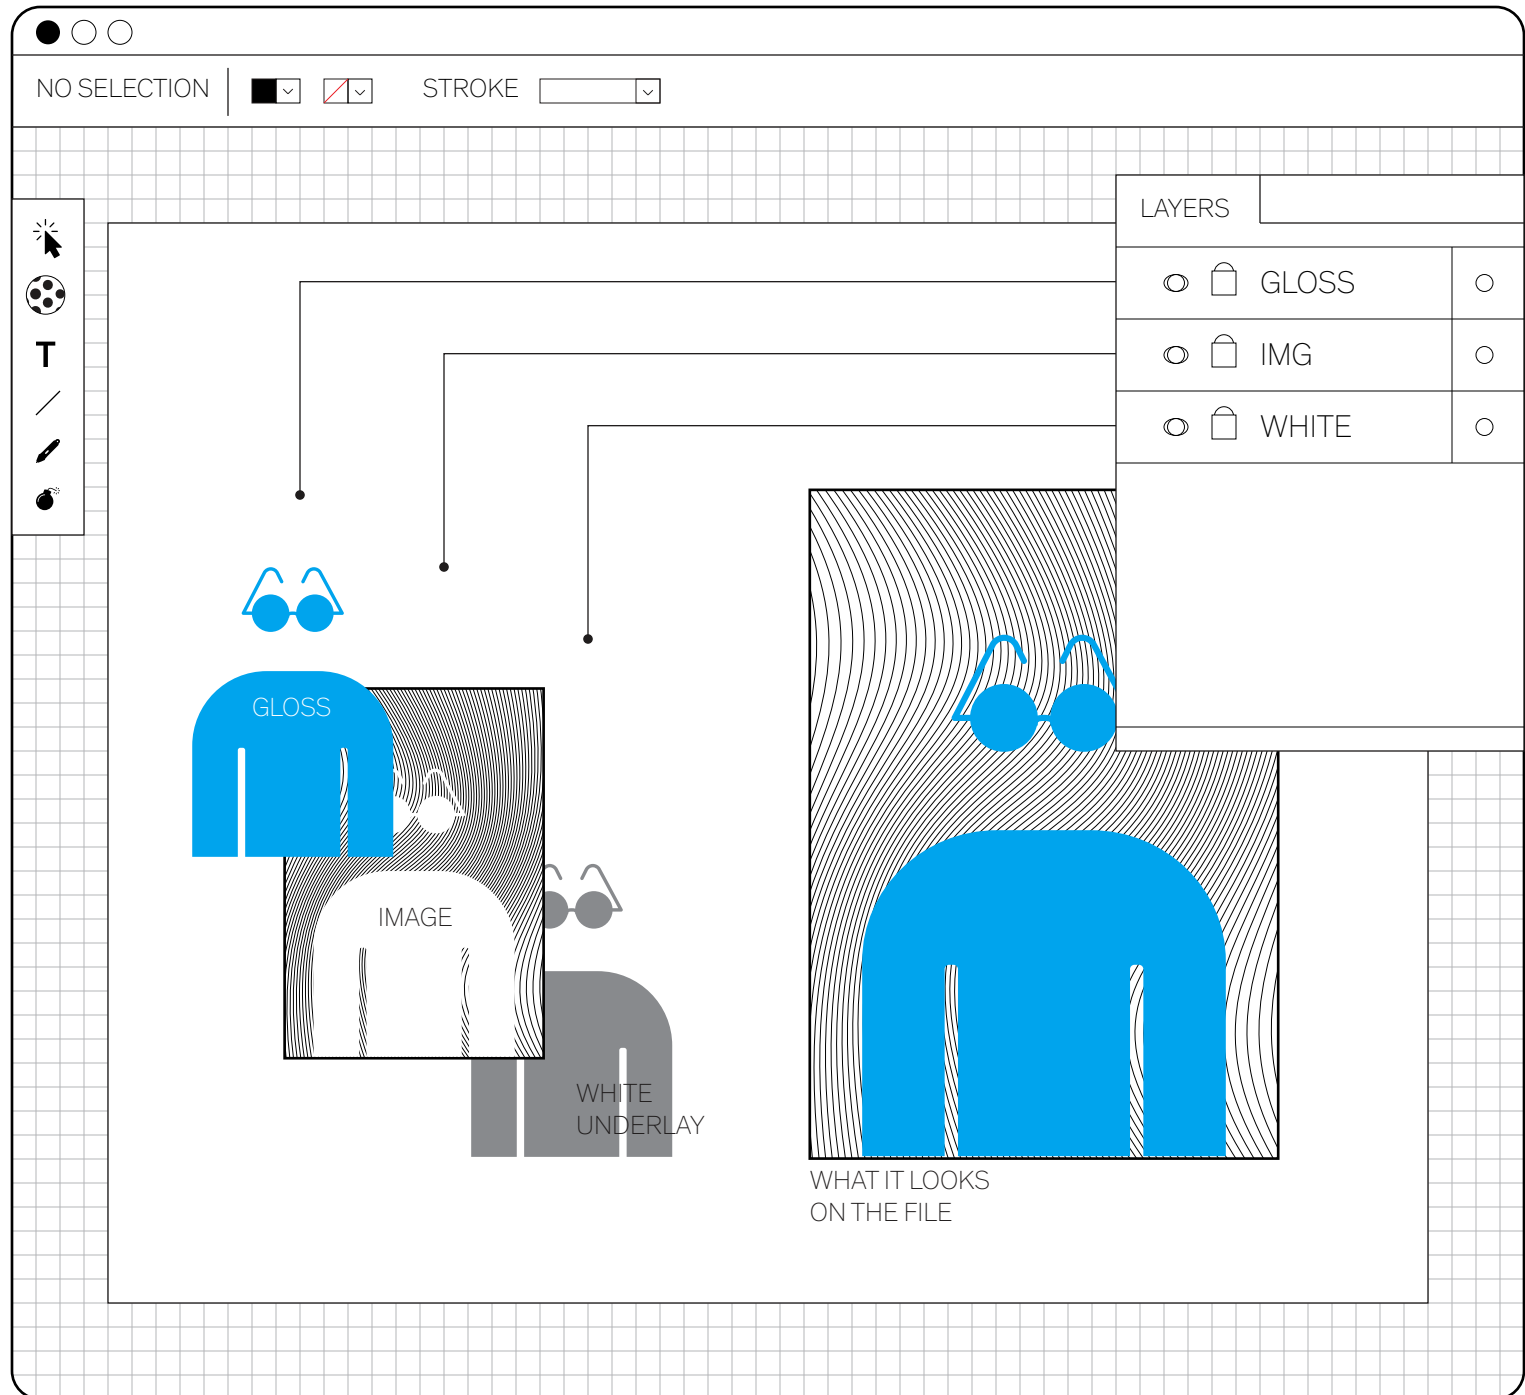 NO SELECTION
STROKE
LAYERS
GLOSS
IMG
WHITE
T
GLOSS
IMAGE
WHITE
UNDERLAY
WHAT IT LOOKS
ON THE FILE